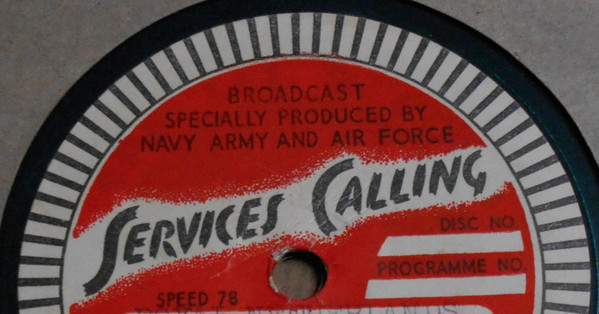 BROADCAST
SPECIALLY PRODUCED BY
NAVY ARMY AND AIR FORCE
SERVICES CALLING
DISC NO.
PROGRAMME NO.
SPEED 78